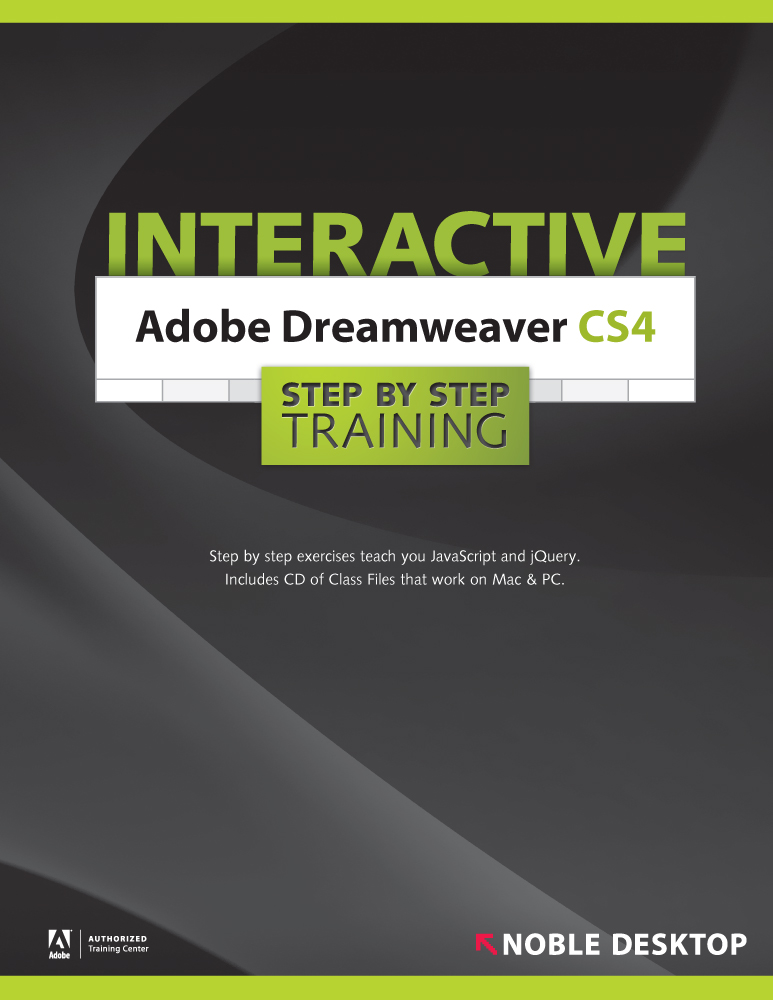 INTERACTIVE
Adobe Dreamweaver CS4
STEP BY STEP
TRAINING
Step by step exercises teach you JavaScript and jQuery.
Includes CD of Class Files that work on Mac & PC.
Adobe
AUTHORIZED
Training Center
NOBLE DESKTOP